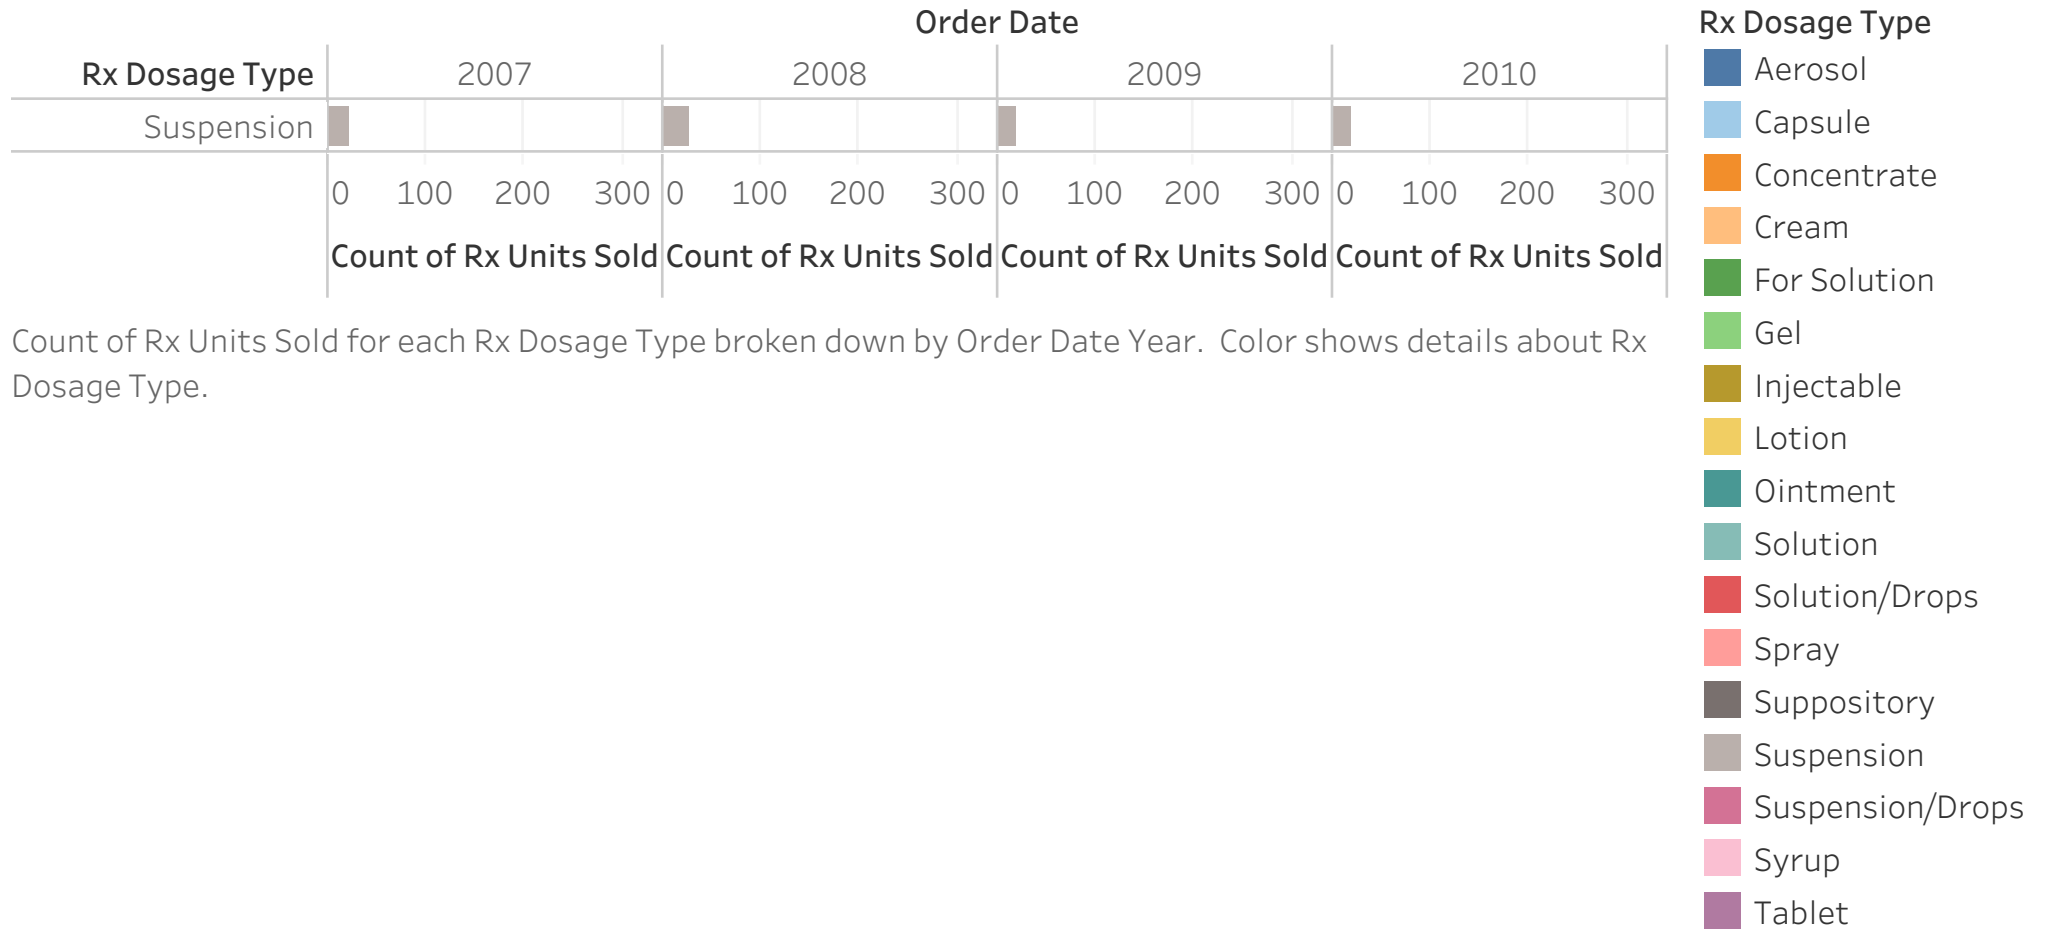 Order Date
Rx Dosage Type 2007 2008 2009 2010
Suspension
0 100 200 300 0 100 200 300 0 100 200 300 0 100 200 300
Count of Rx Units Sold Count of Rx Units Sold Count of Rx Units Sold Count of Rx Units Sold
Count of Rx Units Sold for each Rx Dosage Type broken down by Order Date Year. Color shows details about Rx
Dosage Type.
Rx Dosage Type
Aerosol
Capsule
Concentrate
Cream
For Solution
Gel
Injectable
Lotion
Ointment
Solution
Solution/Drops
Spray
Suppository
Suspension
Suspension/Drops
Syrup
Tablet